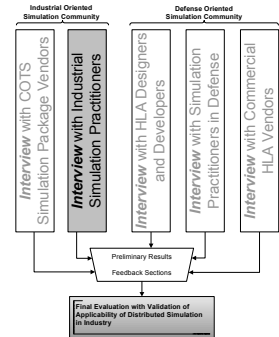 Industrial Oriented
Simulation Community
Defense Oriented
Simulation Community
Interview with COTS
Simulation Package Vendors
Interview with Industrial
Simulation Practitioners
Interview with HLA Designers
and Developers
Interview with Simulation
Practitioners in Defense
Interview with Commercial
HLA Vendors
Preliminary Results
Feedback Sections
Final Evaluation with Validation of
Applicability of Distributed Simulation
in Industry